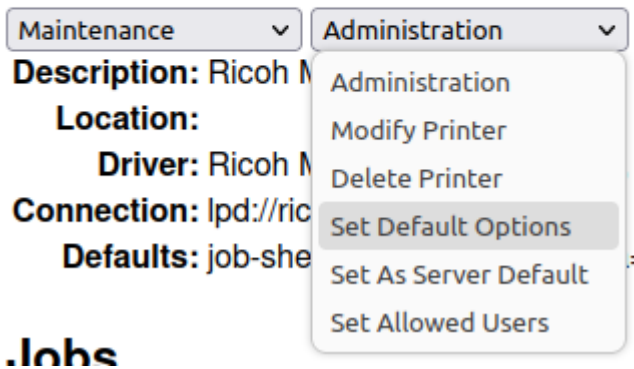 Maintenance Administration
Description: Ricoh
Administration
Location:
Modify Printer
Driver: Ricoh
Delete Printer
Connection: lpd://ric
Set Default Options
Defaults: job-she
Set As Server Default
Set Allowed Users
Jobs